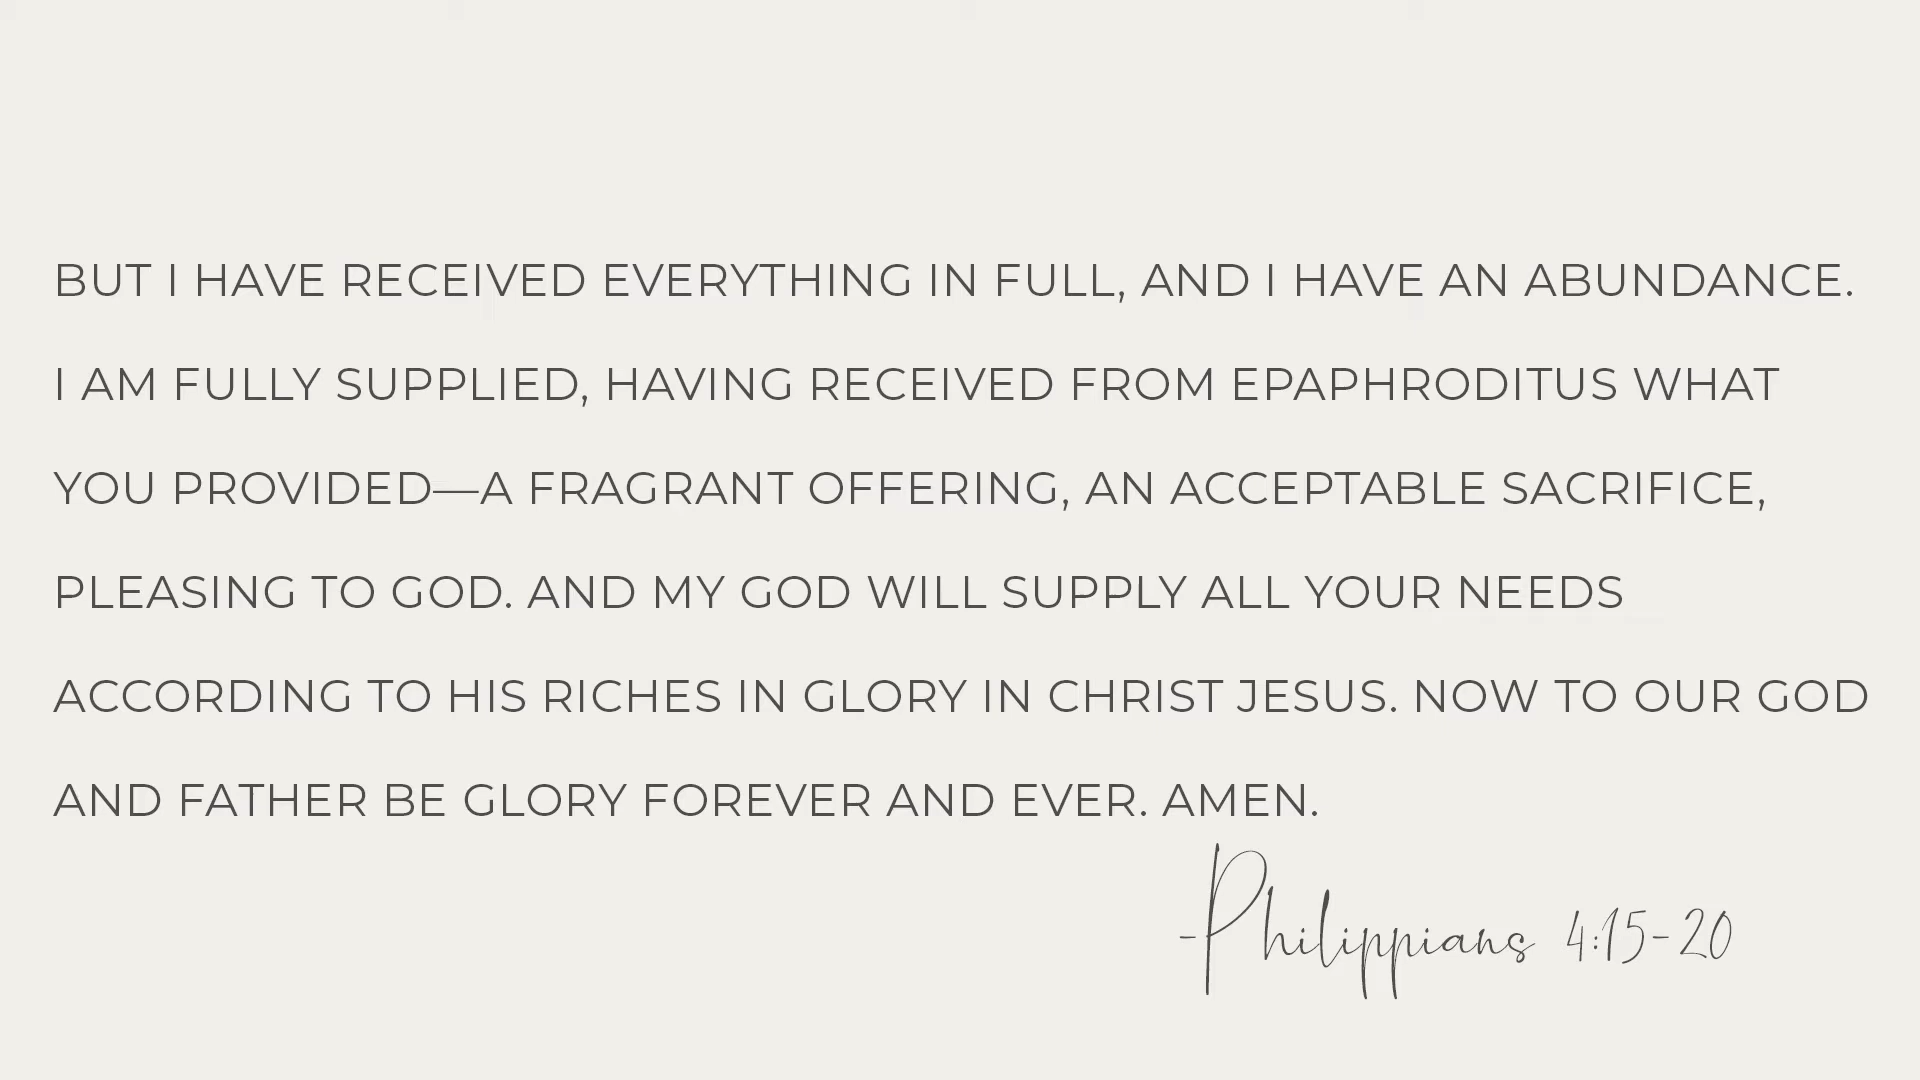 BUT I HAVE RECEIVED EVERYTHING IN FULL, AND I HAVE AN ABUNDANCE.
I AM FULLY SUPPLIED, HAVING RECEIVED FROM EPAPHRODITUS WHAT
YOU PROVIDED—A FRAGRANT OFFERING, AN ACCEPTABLE SACRIFICE,
PLEASING TO GOD. AND MY GOD WILL SUPPLY ALL YOUR NEEDS
ACCORDING TO HIS RICHES IN GLORY IN CHRIST JESUS. NOW TO OUR GOD
AND FATHER BE GLORY FOREVER AND EVER. AMEN.
-Philippians 4:15-20